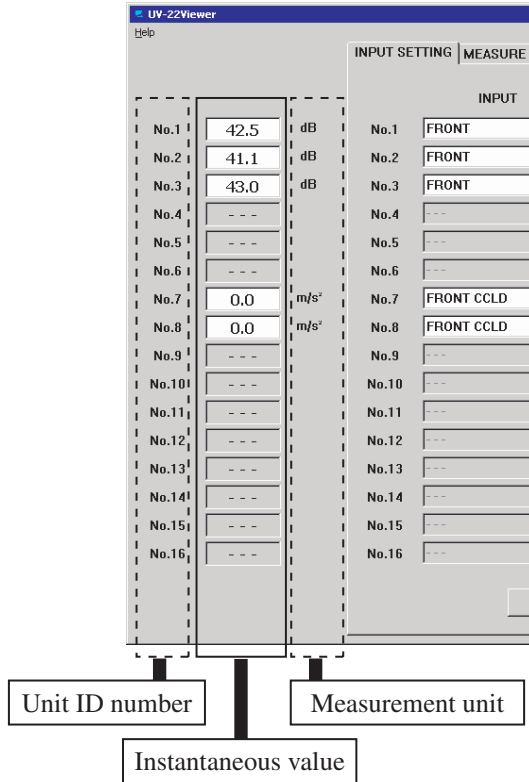 UV-22Viewer
Help
INPUT SETTING MEASURE
INPUT
No.1 42.5 dB No.1 FRONT
No.2 41.1 dB No.2 FRONT
No.3 43.0 dB No.3 FRONT
No.4 - - - No.4 ---
No.5 - - - No.5 ---
No.6 - - - No.6 ---
No.7 0.0 m/s² No.7 FRONT CCLD
No.8 0.0 m/s² No.8 FRONT CCLD
No.9 - - - No.9 ---
No.10 - - - No.10 ---
No.11 - - - No.11 ---
No.12 - - - No.12 ---
No.13 - - - No.13 ---
No.14 - - - No.14 ---
No.15 - - - No.15 ---
No.16 - - - No.16 ---
Unit ID number Measurement unit
Instantaneous value